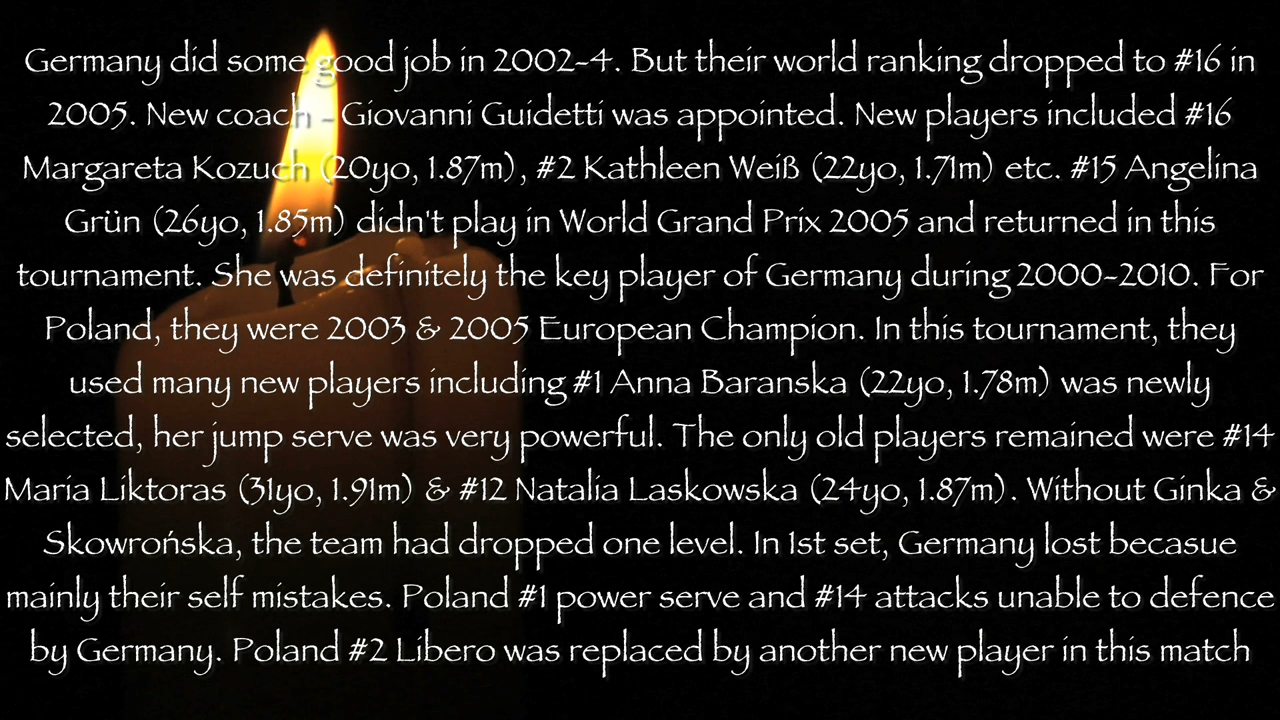 Germany did some good job in 2002-4. But their world ranking dropped to #16 in
2005. New coach - Giovanni Guidetti was appointed. New players included #16
Margareta Kozuch (20yo, 1.87m), #2 Kathleen Weiß (22yo, 1.71m) etc. #15 Angelina
Grün (26yo, 1.85m) didn't play in World Grand Prix 2005 and returned in this
tournament. She was definitely the key player of Germany during 2000-2010. For
Poland, they were 2003 & 2005 European Champion. In this tournament, they
used many new players including #1 Anna Baranska (22yo, 1.78m) was newly
selected, her jump serve was very powerful. The only old players remained were #14
Maria Liktoras (31yo, 1.91m) & #12 Natalia Laskowska (24yo, 1.87m). Without Ginka &
Skowrońska, the team had dropped one level. In 1st set, Germany lost becasue
mainly their self mistakes. Poland #1 power serve and #14 attacks unable to defence
by Germany. Poland #2 Libero was replaced by another new player in this match